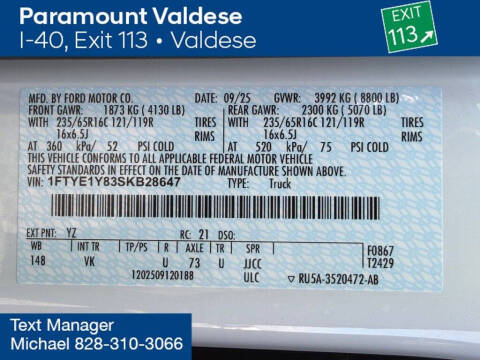 Paramount Valdese
I-40, Exit 113 • Valdese
EXIT
113
MFD. BY FORD MOTOR CO. 09/25 GVWR: 3992 KG ( 8800 LB)
FRONT GAWR: 1873 KG ( 4130 LB) REAR GAWR: 2300 KG ( 5070 LB)
WITH 235/65R16C 121/119R TIRES WITH 235/65R16C 121/119R TIRES
16x6.5J RIMS 16x6.5J RIMS
AT 360 kPa/ 52 PSI COLD AT 520 kPa/ 75 PSI COLD
THIS VEHICLE CONFORMS TO ALL APPLICABLE FEDERAL MOTOR VEHICLE
SAFETY STANDARDS IN EFFECT ON THE DATE OF MANUFACTURE SHOWN ABOVE.
VIN: 1FTYE1Y83SKB28647 TYPE: Truck
EXT PNT: YZ RC: 21 DSO:
WB INT TR TP/PS R AXLE TR SPR F0867
148 VK U 73 U JJCC T2429
1202509120188 ULC ▼ RU5A-3520472-AB
Text Manager
Michael 828-310-3066